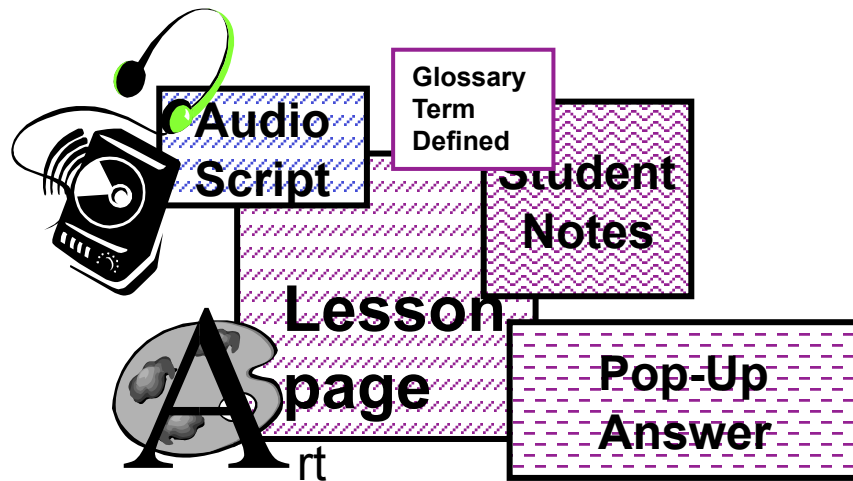 Glossary
Term
Defined
Audio
Script
Student
Notes
Lesson
page
Pop-Up
Answer
Art